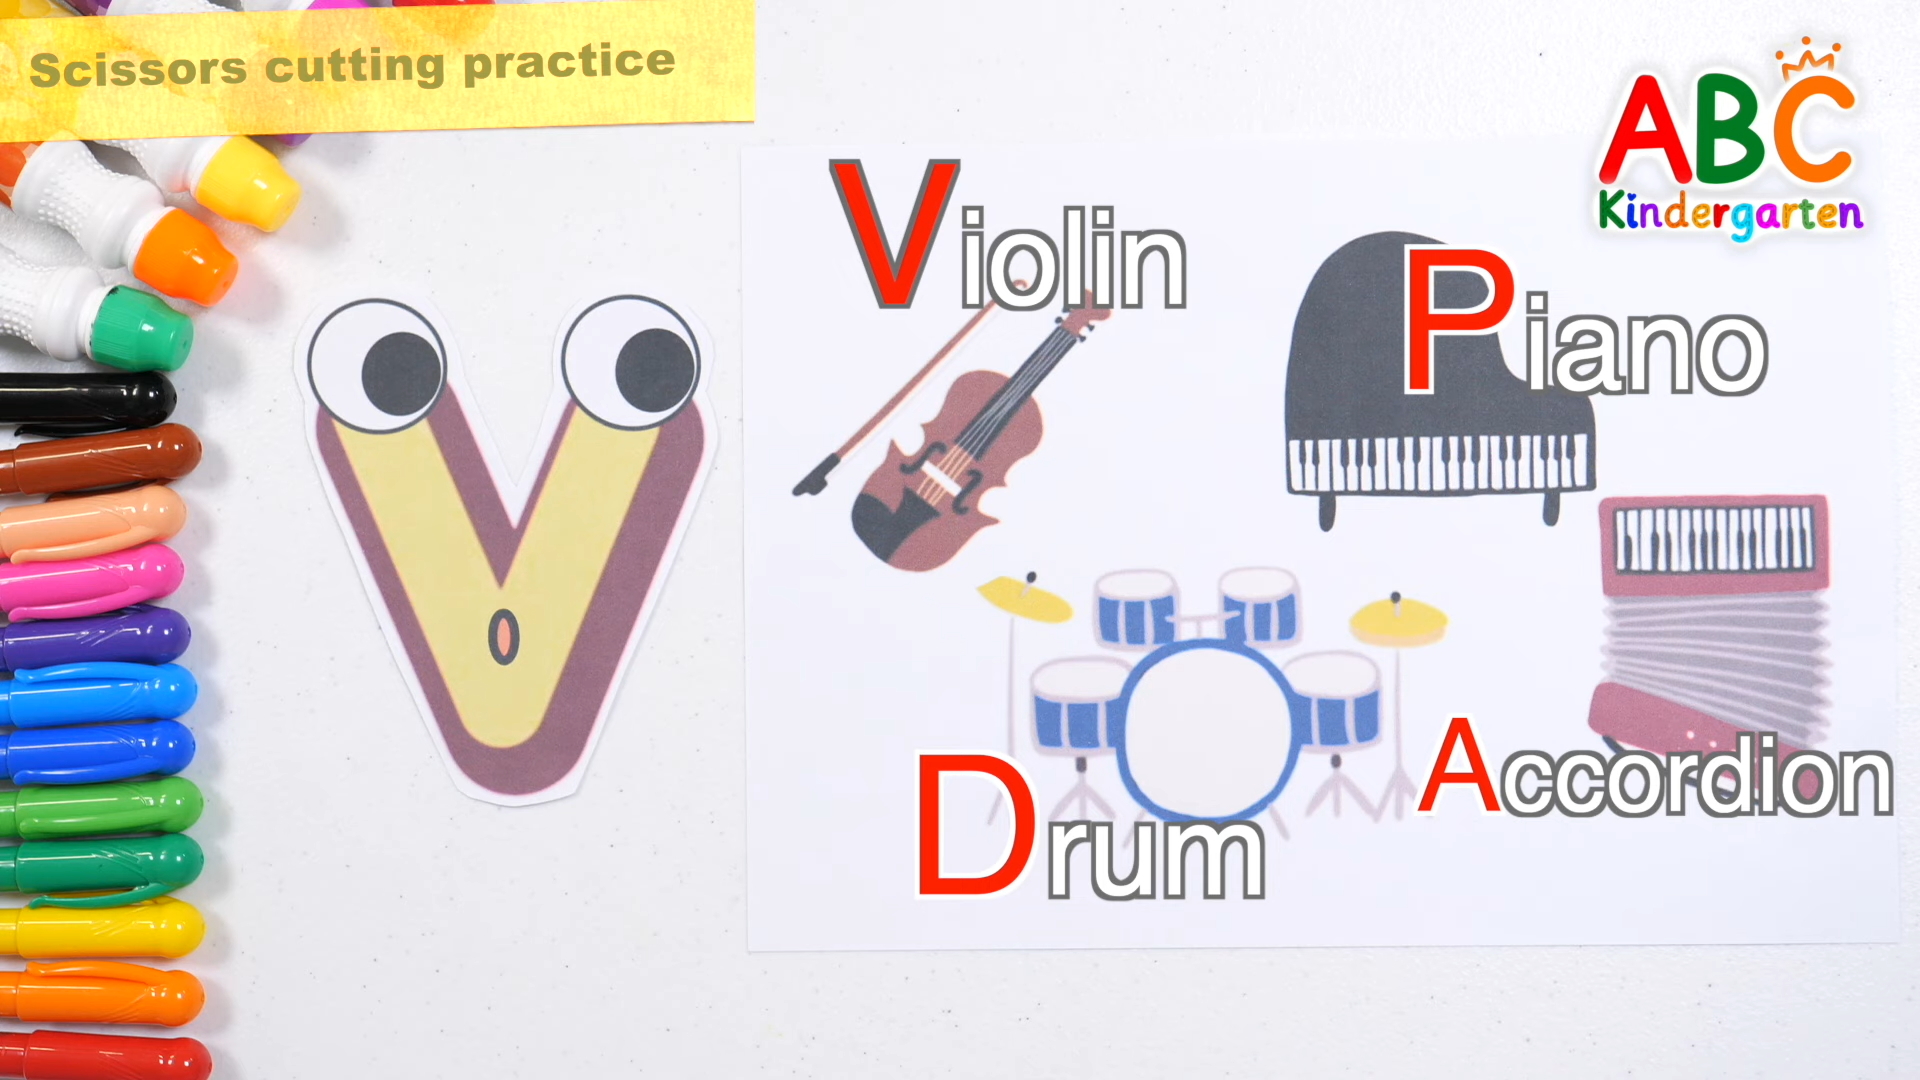 Scissors cutting practice
ABC
Kindergarten
Violin
Piano
V
Accordion
Drum